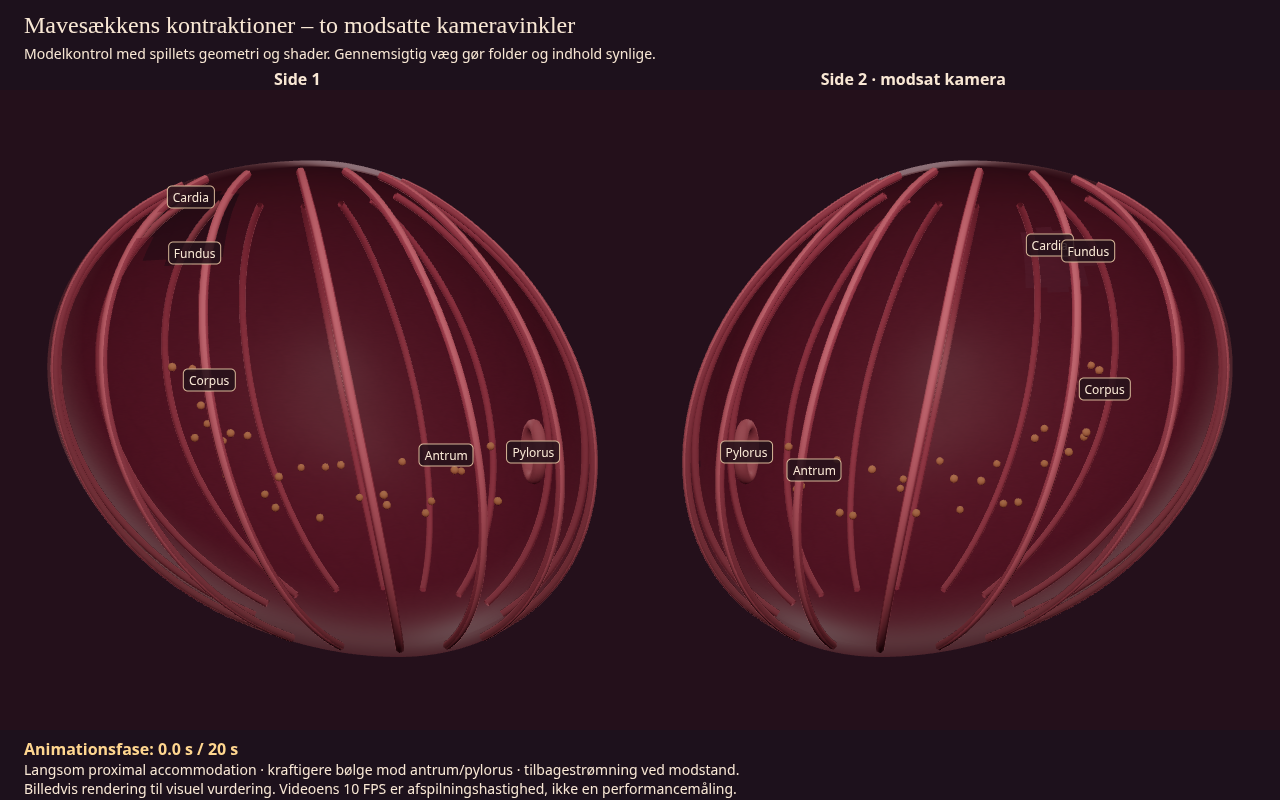 Mavesækkens kontraktioner – to modsatte kameravinkler
Modelkontrol med spillets geometri og shader. Gennemsigtig væg gør folder og indhold synlige.
Side 1
Side 2 · modsat kamera
Cardia
Fundus
Corpus
Antrum
Pylorus
Cardi
Fundus
Corpus
Pylorus
Antrum
Animationsfase: 0.0 s / 20 s
Langsom proximal accommodation · kraftigere bølge mod antrum/pylorus · tilbagestrømning ved modstand.
Billedvis rendering til visuel vurdering. Videoens 10 FPS er afspilningshastighed, ikke en performancemåling.